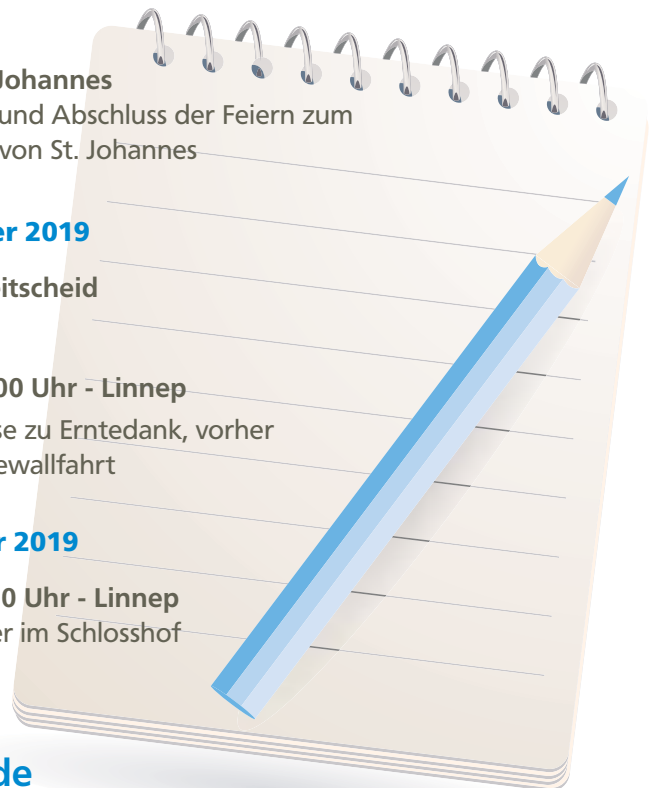 Johannes
und Abschluss der Feiern zum
von St. Johannes
er 2019
eitscheid
00 Uhr - Linnep
se zu Erntedank, vorher
ewallfahrt
r 2019
0 Uhr - Linnep
er im Schlosshof
de